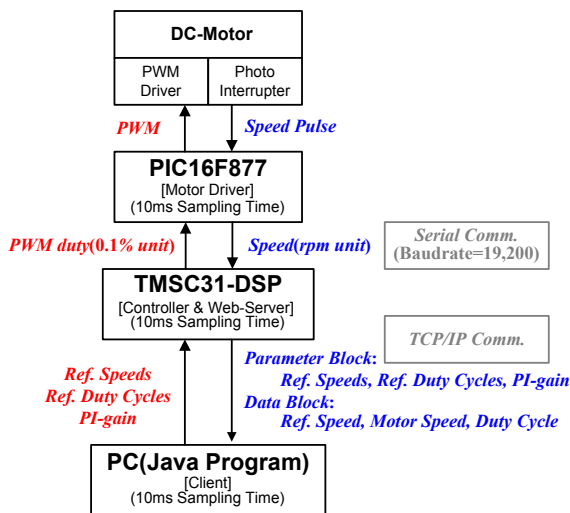 DC-Motor
PWM
Driver
Photo
Interrupter
PWM
Speed Pulse
PIC16F877
[Motor Driver]
(10ms Sampling Time)
PWM duty(0.1% unit)
Speed(rpm unit)
Serial Comm.
(Baudrate=19,200)
TMSC31-DSP
[Controller & Web-Server]
(10ms Sampling Time)
TCP/IP Comm.
Ref. Speeds
Ref. Duty Cycles
PI-gain
Parameter Block:
Ref. Speeds, Ref. Duty Cycles, PI-gain
Data Block:
Ref. Speed, Motor Speed, Duty Cycle
PC(Java Program)
[Client]
(10ms Sampling Time)